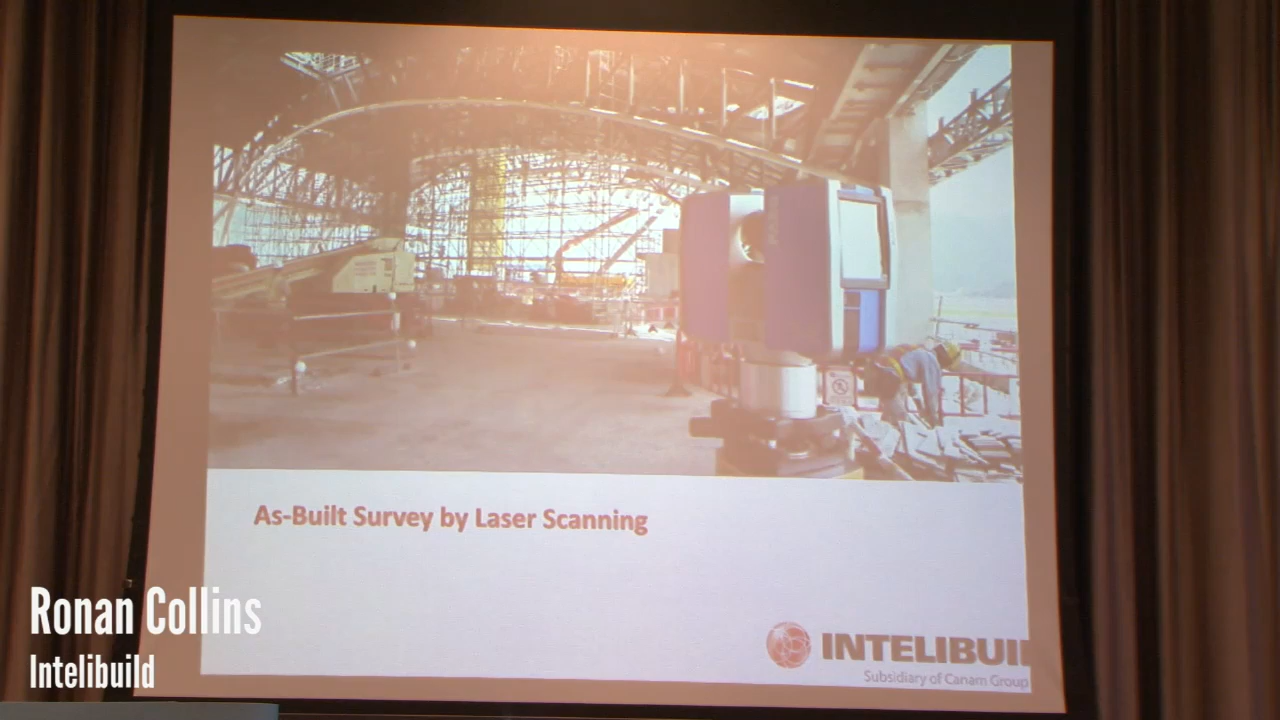 As-Built Survey by Laser Scanning
INTELIBUI
Subsidiary of Canam Group
Ronan Collins
Intelibuild